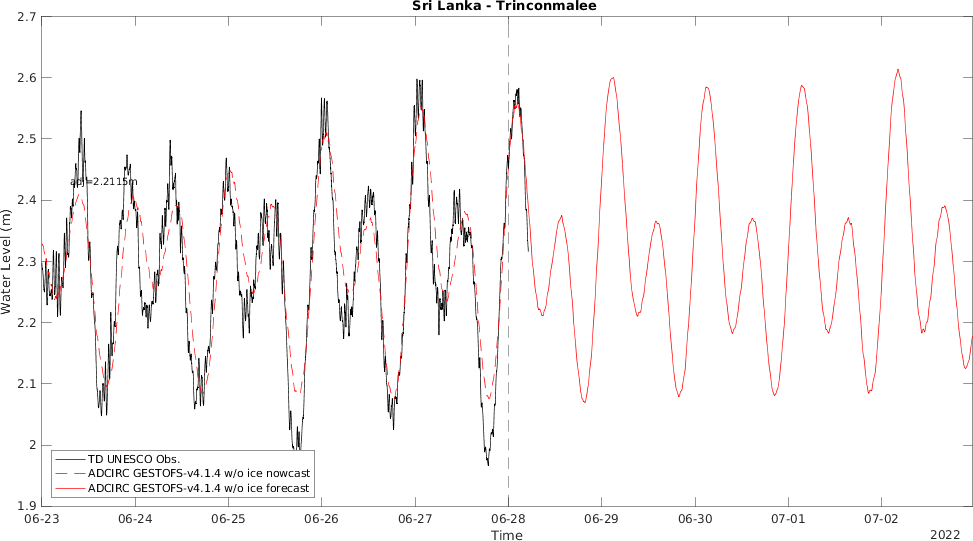 Sri Lanka - Trinconmalee
2.7
2.6
2.5
2.4
2.3
2.2
2.1
2
1.9
Water Level (m)
adj=2.2115m
TD UNESCO Obs.
ADCIRC GESTOFS-v4.1.4 w/o ice nowcast
ADCIRC GESTOFS-v4.1.4 w/o ice forecast
06-23 06-24 06-25 06-26 06-27 06-28 06-29 06-30 07-01 07-02
Time
2022